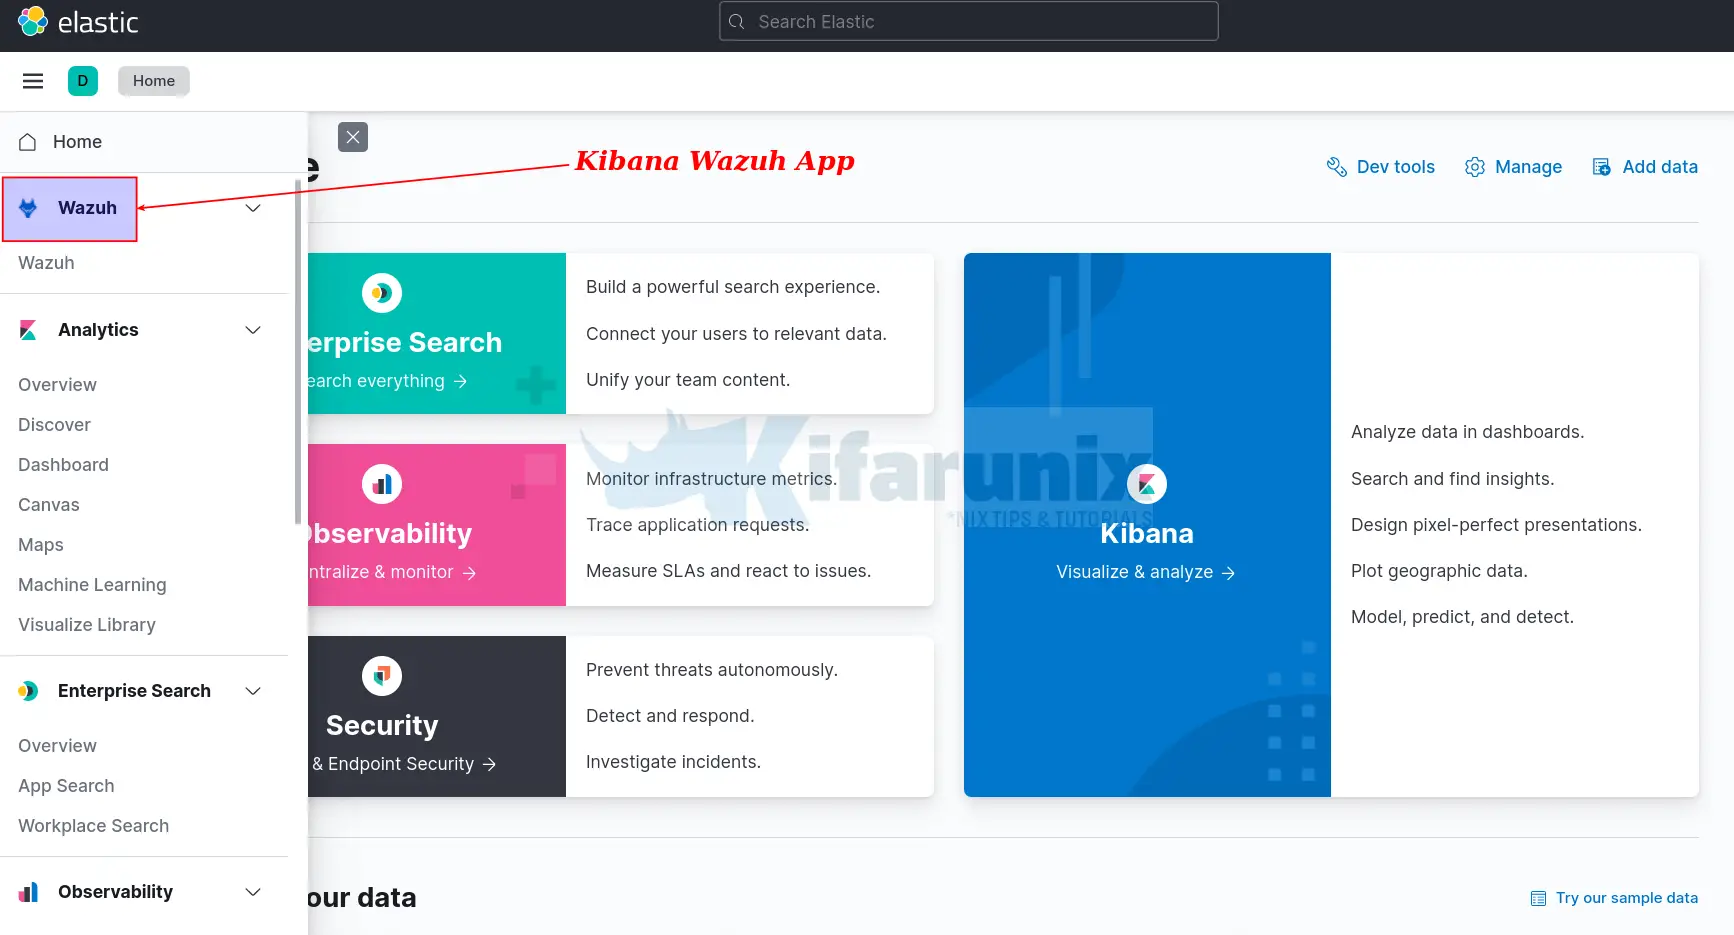 elastic
Search Elastic
D
Home
Home
Kibana Wazuh App
Dev tools
Manage
Add data
Wazuh
Wazuh
Analytics
Overview
Discover
Dashboard
Canvas
Maps
Machine Learning
Visualize Library
Enterprise Search
Overview
App Search
Workplace Search
Observability
e
erprise Search
earch everything
Build a powerful search experience.
Connect your users to relevant data.
Unify your team content.
Observability
ntralize & monitor
Monitor infrastructure metrics.
Trace application requests.
Measure SLAs and react to issues.
Security
& Endpoint Security
Prevent threats autonomously.
Detect and respond.
Investigate incidents.
Kifarunix
*NIX TIPS & TUTORIALS
Kibana
Visualize & analyze
Analyze data in dashboards.
Search and find insights.
Design pixel-perfect presentations.
Plot geographic data.
Model, predict, and detect.
our data
Try our sample data